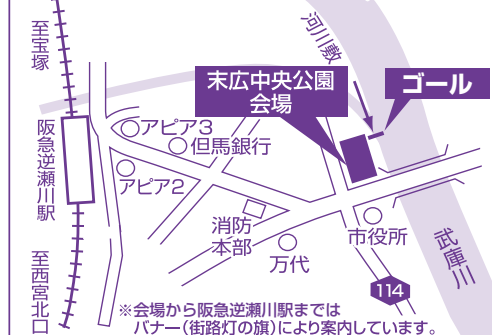 至宝塚
河川敷
末広中央公園
会場
ゴール
アピア3
但馬銀行
阪急逆瀬川駅
アピア2
消防
本部
市役所
万代
武庫川
至西宮北口
114
※会場から阪急逆瀬川駅までは
バナー(街路灯の旗)により案内しています。